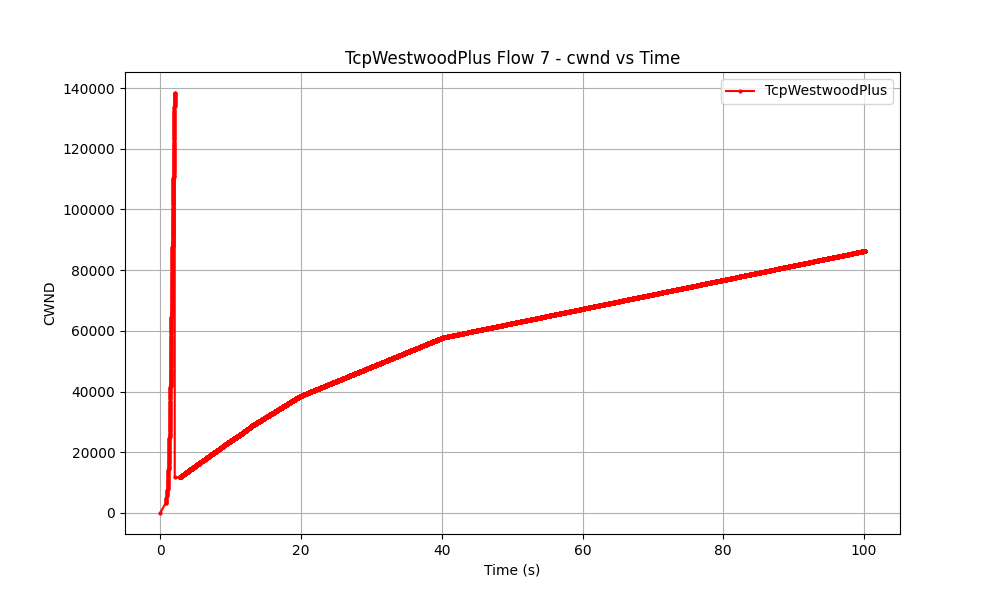 TcpWestwoodPlus Flow 7 - cwnd vs Time
TcpWestwoodPlus
140000
120000
100000
80000
60000
40000
20000
0
CWND
0 20 40 60 80 100
Time (s)